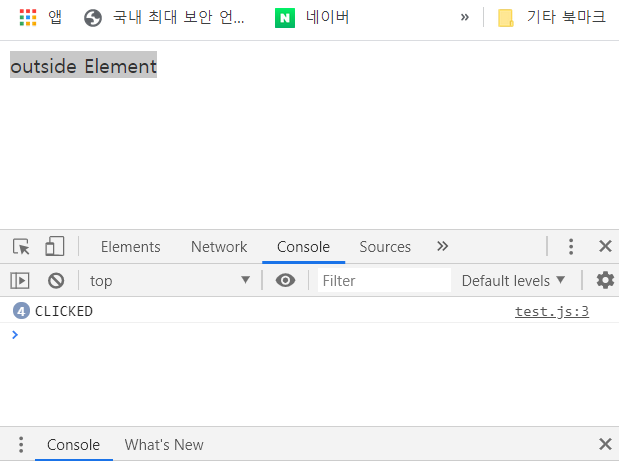 앱 국내 최대 보안 언... N 네이버 » 기타 북마크
outside Element
Elements Network Console Sources »
top Filter Default levels
4 CLICKED test.js:3
>
Console What's New